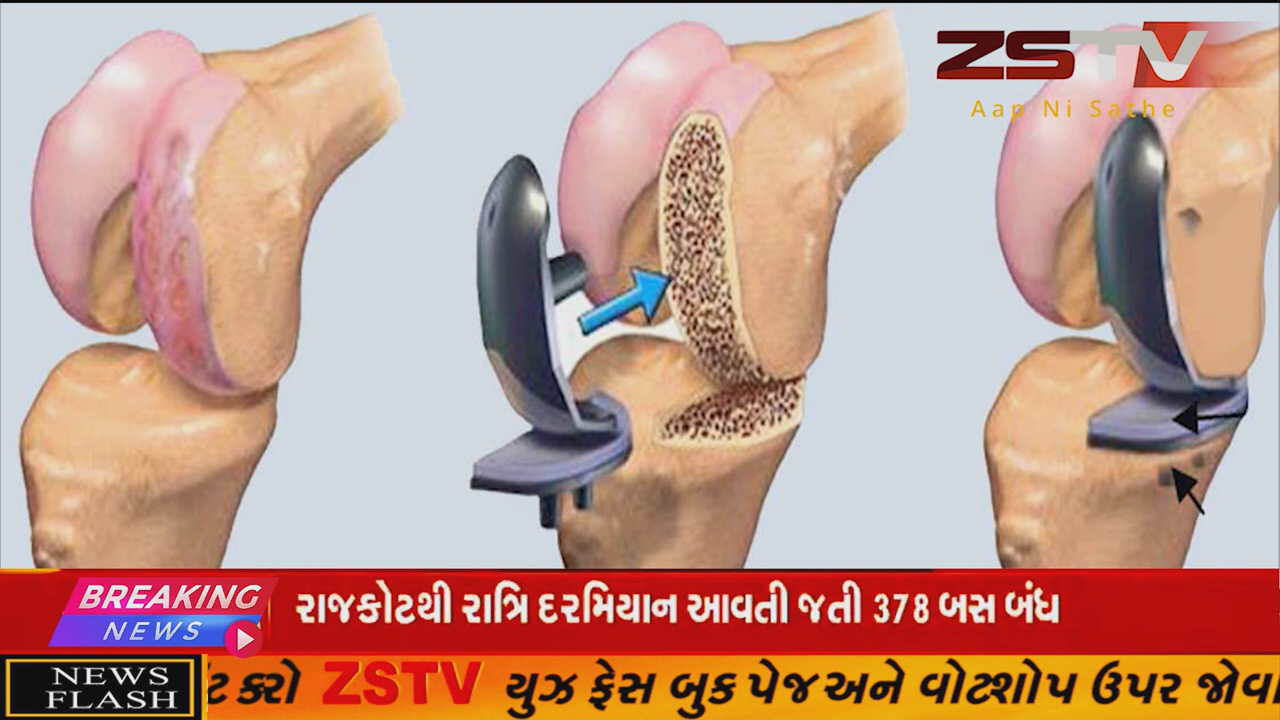 ZSTV
Aap Ni Sathe
BREAKING
NEWS
રાજકોટથી રાત્રિ દરમિયાન આવતી જતી 378 બસ બંધ
NEWS
FLASH
કરો ZSTV યુઝ ફેસ બુક પેજ અને વોટશોપ ઉપર જોવા